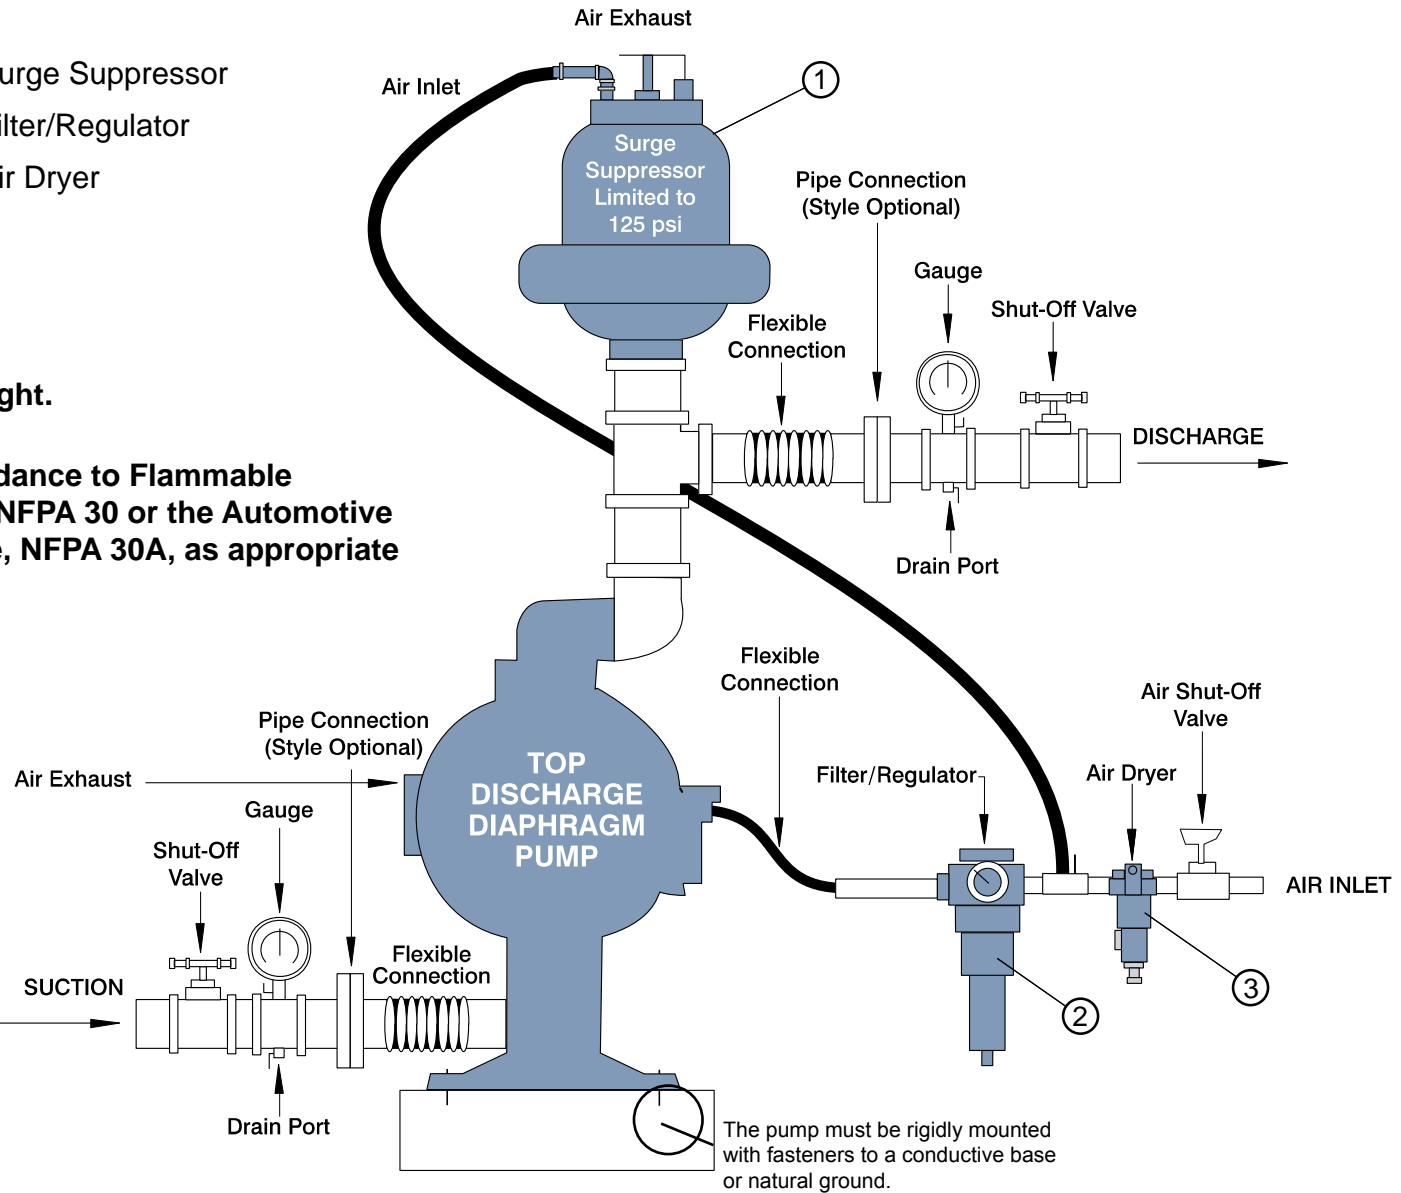 urge Suppressor
ilter/Regulator
ir Dryer
ght.
dance to Flammable
NFPA 30 or the Automotive
e, NFPA 30A, as appropriate
Air Exhaust
Air Inlet
1
Surge
Suppressor
Limited to
125 psi
Pipe Connection
(Style Optional)
Gauge
Shut-Off Valve
Flexible
Connection
DISCHARGE
Drain Port
Flexible
Connection
Air Shut-Off
Valve
Pipe Connection
(Style Optional)
TOP
DISCHARGE
DIAPHRAGM
PUMP
Air Exhaust
Filter/Regulator
Air Dryer
Gauge
Shut-Off
Valve
AIR INLET
Flexible
Connection
SUCTION
3
2
Drain Port
The pump must be rigidly mounted
with fasteners to a conductive base
or natural ground.